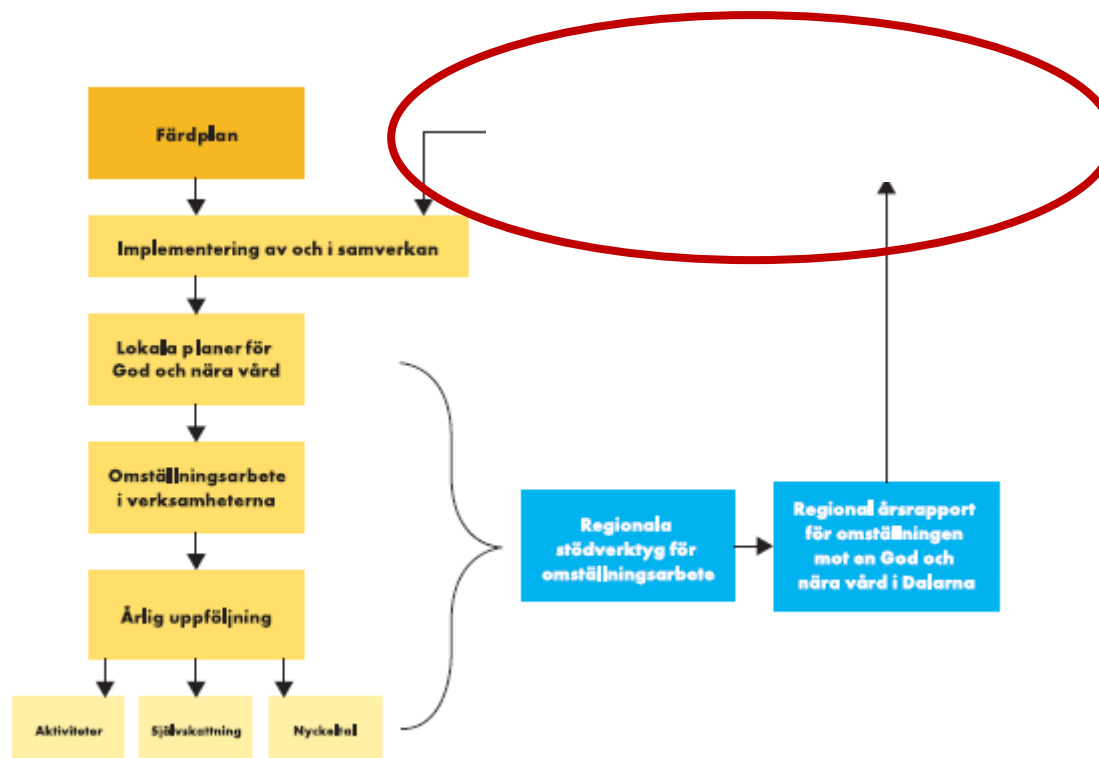 Färdplan
Implementering av och i samverkan
Lokala planer för
God och nära vård
Omställningsarbete
i verksamheterna
Årlig uppföljning
Aktiviteter
Självskattning
Nyckeltal
Regionala
stödverktyg för
omställningsarbete
Regional årsrapport
för omställningen
mot en God och
nära vård i Dalarna